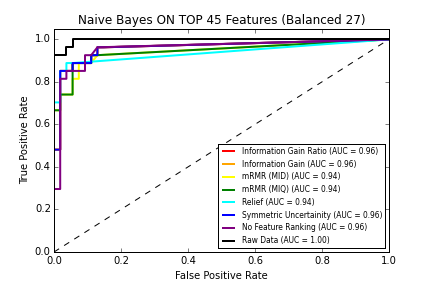 Naive Bayes ON TOP 45 Features (Balanced 27)
1.0
0.8
0.6
0.4
0.2
0.0
True Positive Rate
Information Gain Ratio (AUC = 0.96)
Information Gain (AUC = 0.96)
mRMR (MID) (AUC = 0.94)
mRMR (MIQ) (AUC = 0.94)
Relief (AUC = 0.94)
Symmetric Uncertainity (AUC = 0.96)
No Feature Ranking (AUC = 0.96)
Raw Data (AUC = 1.00)
0.0 0.2 0.4 0.6 0.8 1.0
False Positive Rate